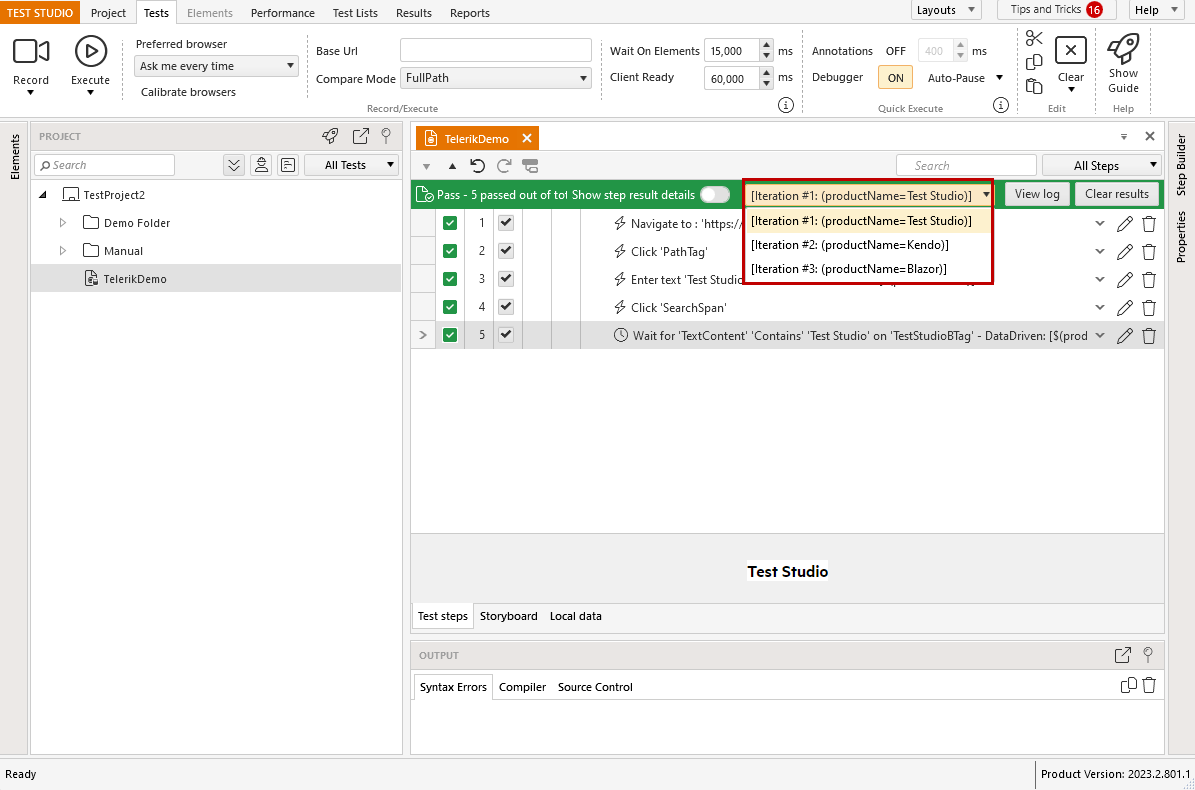 TEST STUDIO Project Tests Elements Performance Test Lists Results Reports Layouts Tips and Tricks 16 Help
Record
Execute
Preferred browser
Ask me every time
Calibrate browsers
Base Url
Compare Mode FullPath
Record/Execute
Wait On Elements 15,000 ms
Client Ready 60,000 ms
Annotations OFF 400 ms
Debugger ON Auto-Pause
Quick Execute
Clear
Edit
Show
Guide
Help
Elements
PROJECT
Search All Tests
TestProject2
Demo Folder
Manual
TelerikDemo
TelerikDemo
Search All Steps
Pass - 5 passed out of tot Show step result details [Iteration #1: (productName=Test Studio)] View log Clear results
[Iteration #1: (productName=Test Studio)]
[Iteration #2: (productName=Kendo)]
[Iteration #3: (productName=Blazor)]
1 Navigate to : 'https://
2 Click 'PathTag'
3 Enter text 'Test Studio
4 Click 'SearchSpan'
5 Wait for 'TextContent' 'Contains' 'Test Studio' on 'TestStudioBTag' - DataDriven: [$(prod
Test Studio
Test steps Storyboard Local data
OUTPUT
Syntax Errors Compiler Source Control
Step Builder
Properties
Ready
Product Version: 2023.2.801.1